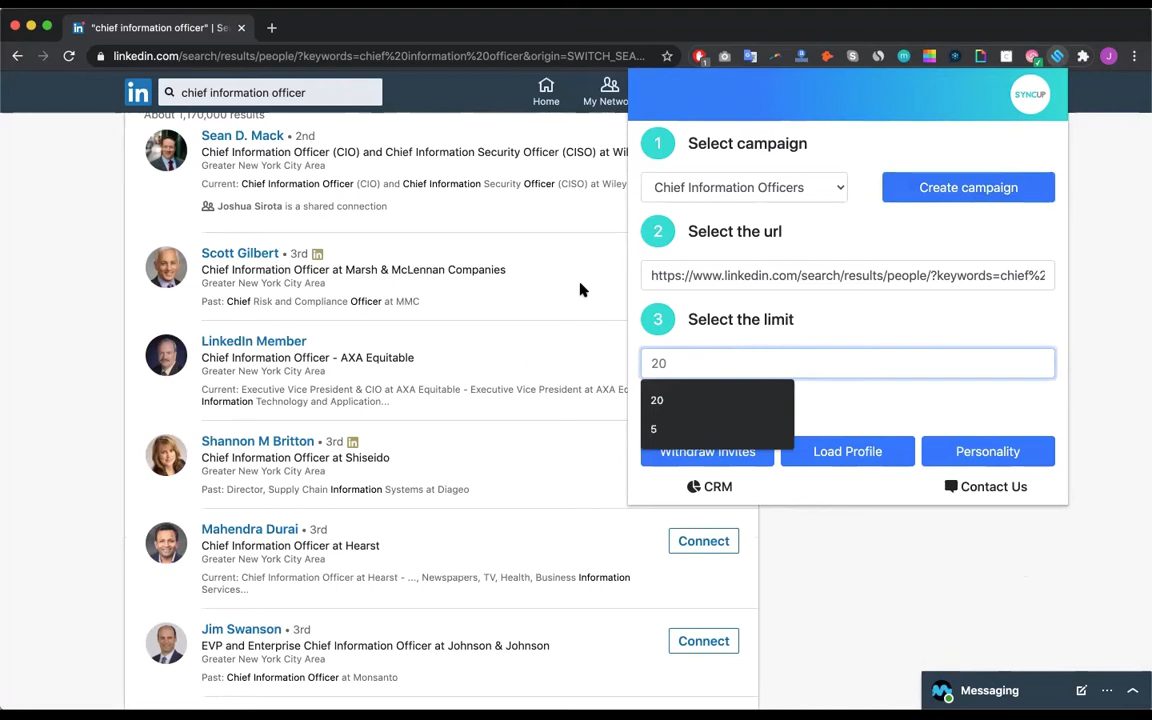 "chief information officer" | Se
linkedin.com/search/results/people/?keywords=chief%20information%20officer&origin=SWITCH_SEA...
J
in
chief information officer
Home
My Netwo
About 1,170,000 results
Sean D. Mack • 2nd
Chief Information Officer (CIO) and Chief Information Security Officer (CISO) at Wil
Greater New York City Area
Current: Chief Information Officer (CIO) and Chief Information Security Officer (CISO) at Wiley
Joshua Sirota is a shared connection
Scott Gilbert • 3rd
Chief Information Officer at Marsh & McLennan Companies
Greater New York City Area
Past: Chief Risk and Compliance Officer at MMC
LinkedIn Member
Chief Information Officer - AXA Equitable
Greater New York City Area
Current: Executive Vice President & CIO at AXA Equitable - Executive Vice President at AXA Eq
Information Technology and Application...
Shannon M Britton • 3rd
Chief Information Officer at Shiseido
Greater New York City Area
Past: Director, Supply Chain Information Systems at Diageo
Mahendra Durai • 3rd
Chief Information Officer at Hearst
Greater New York City Area
Current: Chief Information Officer at Hearst - ..., Newspapers, TV, Health, Business Information
Services...
Connect
Jim Swanson • 3rd
EVP and Enterprise Chief Information Officer at Johnson & Johnson
Greater New York City Area
Past: Chief Information Officer at Monsanto
Connect
SYNCUP
1 Select campaign
Chief Information Officers
Create campaign
2 Select the url
https://www.linkedin.com/search/results/people/?keywords=chief%2
3 Select the limit
20
20
5
Withdraw Invites
Load Profile
Personality
CRM
Contact Us
Messaging